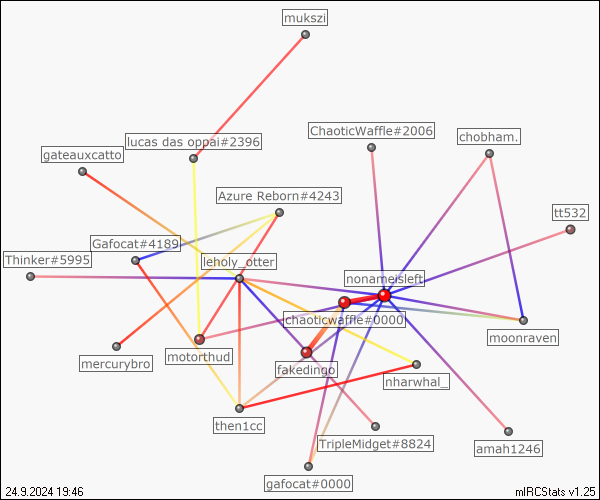 mukszi
ChaoticWaffle#2006
chobham.
lucas das oppai#2396
gateauxcatto
Azure Reborn#4243
tt532
Gafocat#4189
Thinker#5995
leholy_otter
nonameisleft
chaoticwaffle#0000
moonraven
motorthud
mercurybro
fakedingo
nharwhal_
then1cc
TripleMidget#8824
amah1246
gafocat#0000
24.9.2024 19:46
mIRCStats v1.25